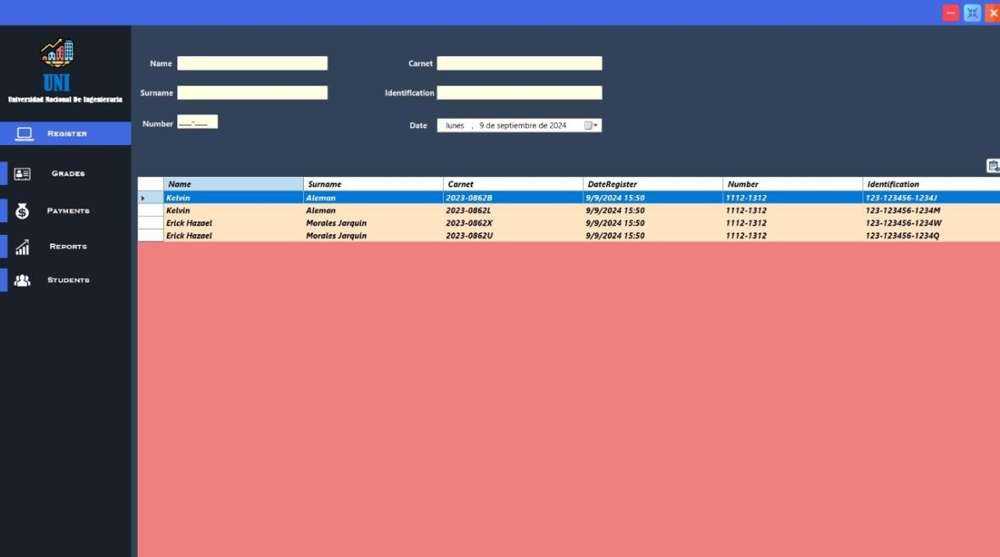 UNI
Universidad Nacional De Ingenieraria
Register
Grades
Payments
Reports
Students
Name
Carnet
Surname
Identification
Number ___-___
Date lunes , 9 de septiembre de 2024
Name Surname Carnet DateRegister Number Identification
Kelvin Aleman 2023-0862B 9/9/2024 15:50 1112-1312 123-123456-1234J
Kelvin Aleman 2023-0862L 9/9/2024 15:50 1112-1312 123-123456-1234M
Erick Hazael Morales Jarquin 2023-0862X 9/9/2024 15:50 1112-1312 123-123456-1234W
Erick Hazael Morales Jarquin 2023-0862U 9/9/2024 15:50 1112-1312 123-123456-1234Q